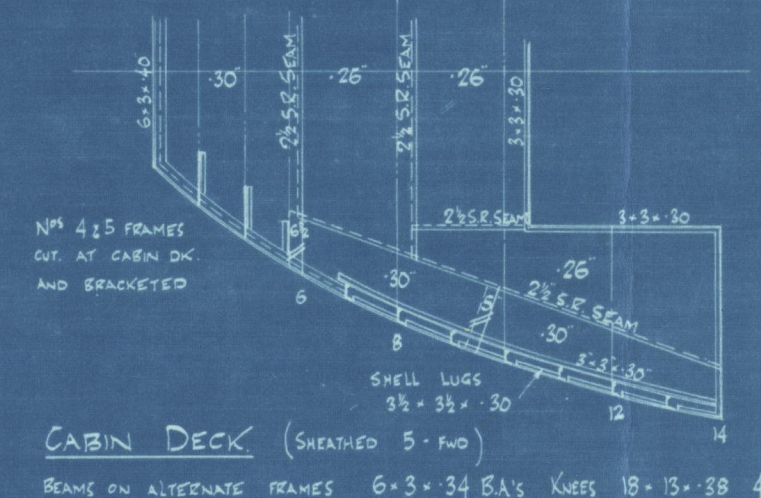 6×3×·40
·30"
2½ S.R. SEAM
·26"
2½ S.R. SEAM
·26"
3×3×·30
Nos 4 & 5 FRAMES
CUT. AT CABIN DK.
AND BRACKETED
6½
2½ S.R. SEAM
3×3×·30
·30"
·26"
2½" S.R. SEAM
5
·30"
3"×3"×·30"
6
8
12
14
SHELL LUGS
3½ × 3½ × ·30
CABIN DECK. (SHEATHED 5 - FWD)
BEAMS ON ALTERNATE FRAMES 6×3×·34 B.A's KNEES 18×13×·38 4